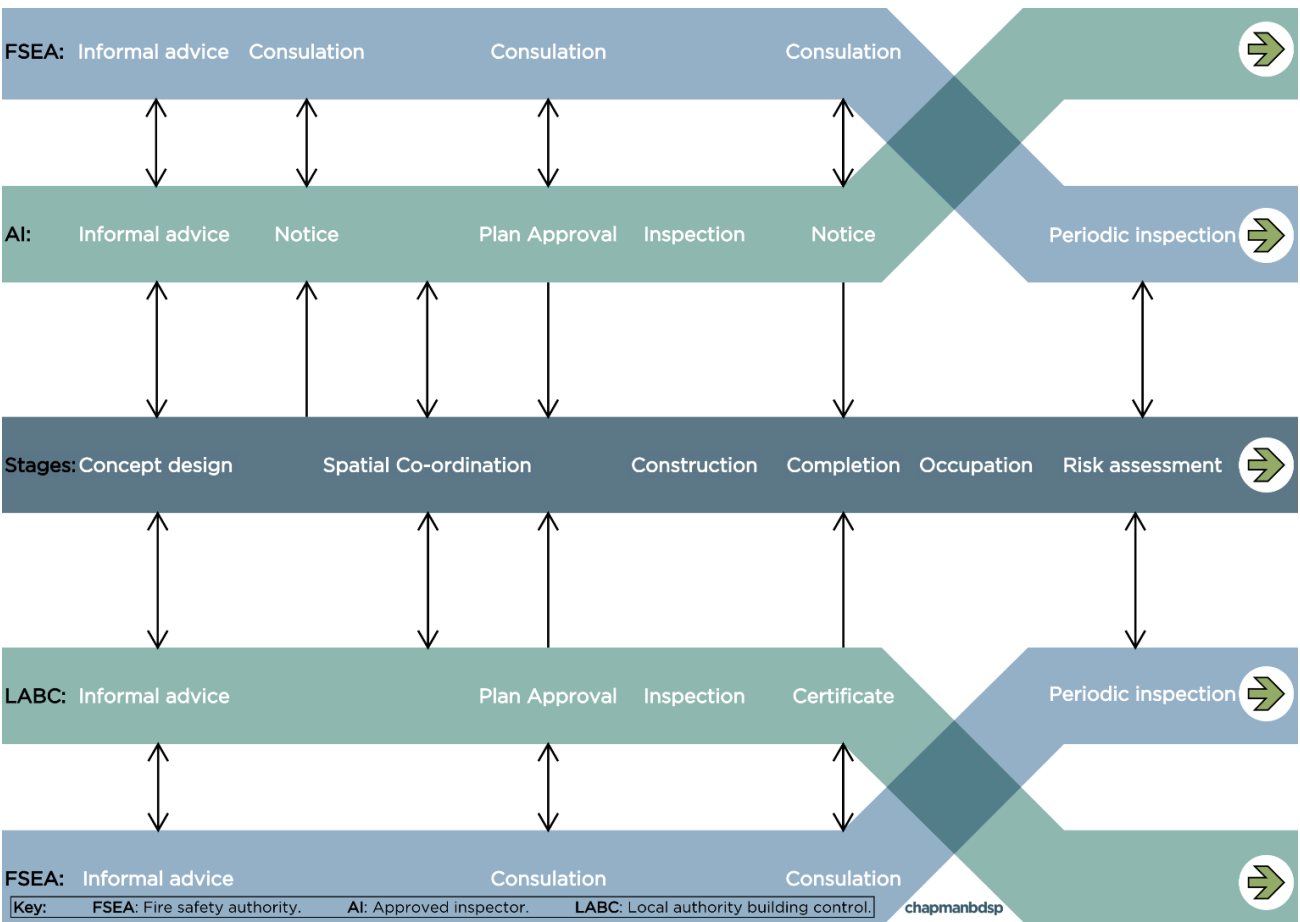 FSEA: Informal advice Consulation Consulation Consulation
AI: Informal advice Notice Plan Approval Inspection Notice Periodic inspection
Stages: Concept design Spatial Co-ordination Construction Completion Occupation Risk assessment
LABC: Informal advice Plan Approval Inspection Certificate Periodic inspection
FSEA: Informal advice Consulation Consulation
Key: FSEA: Fire safety authority. AI: Approved inspector. LABC: Local authority building control. chapmanbdsp